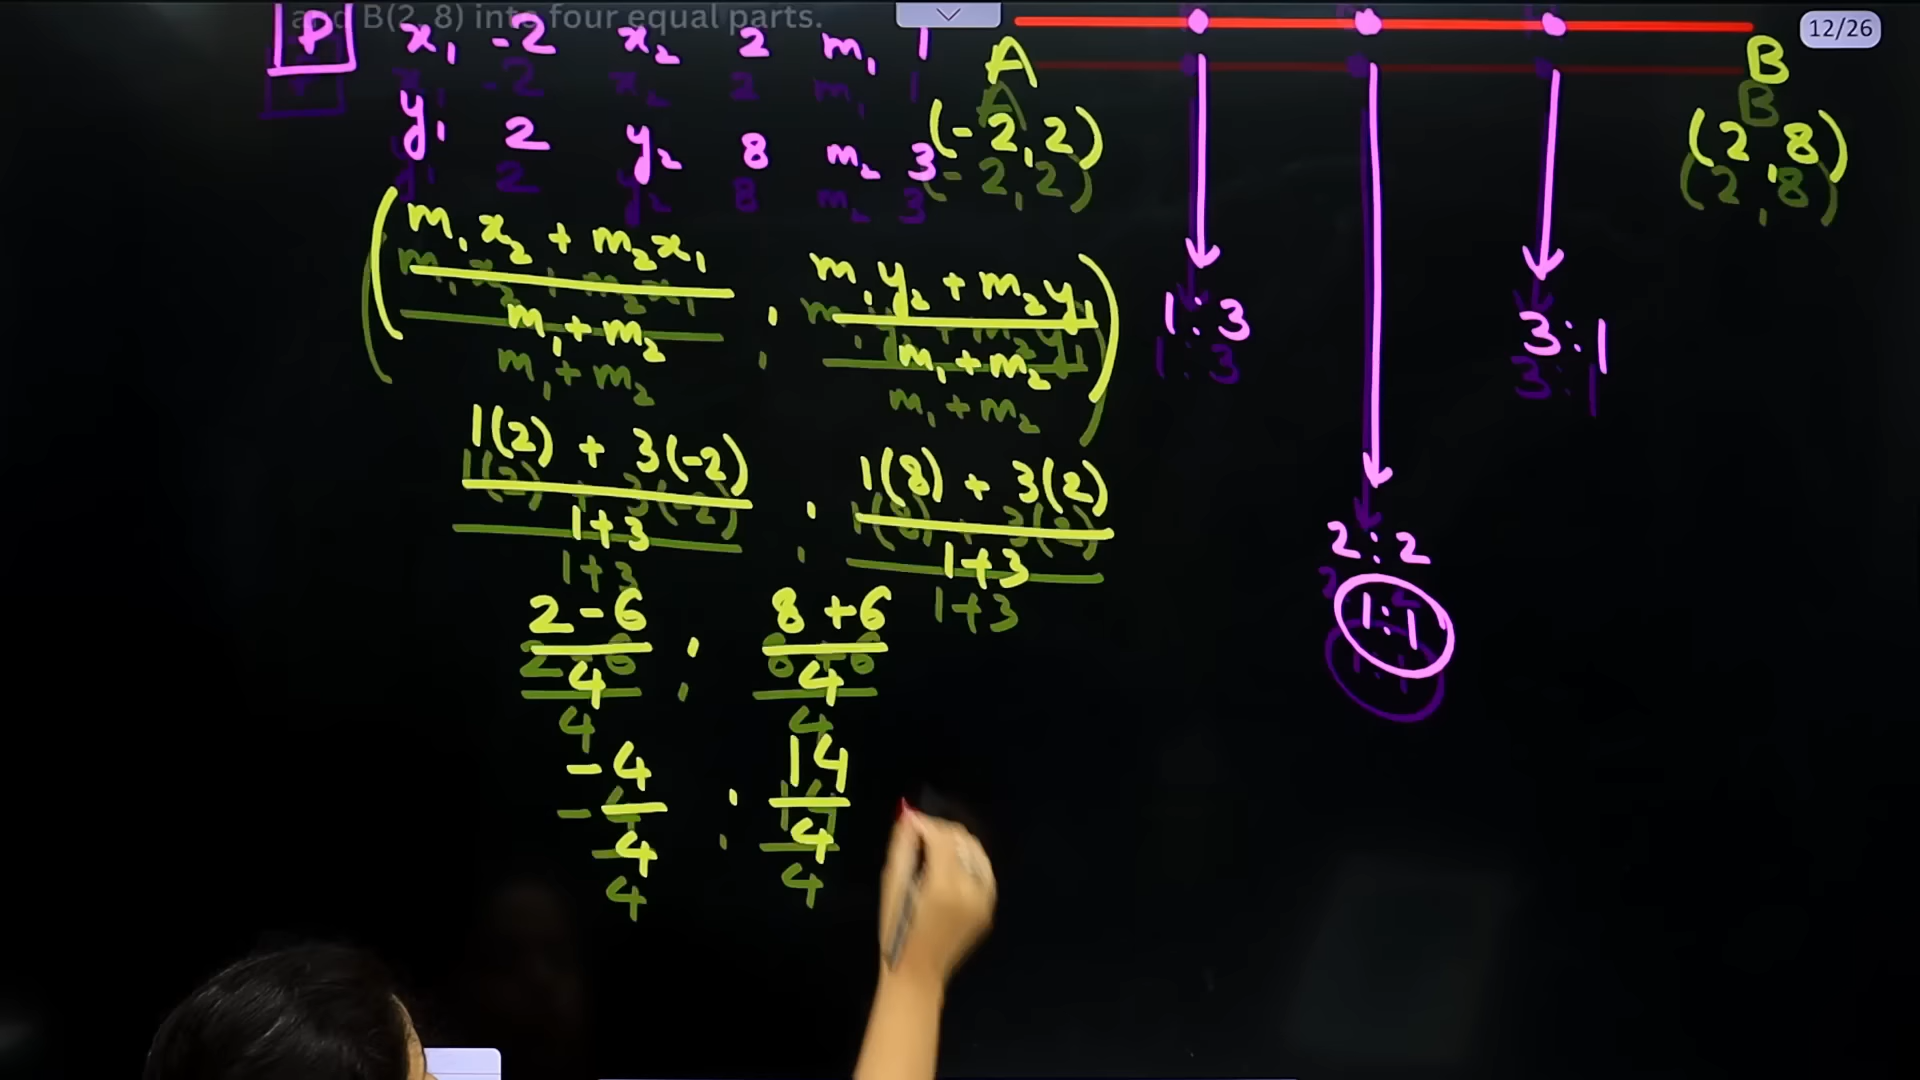 and B(2, 8) into four equal parts.
12/26
P x₁ -2 x₂ 2 m₁ 1
y₁ 2 y₂ 8 m₂ 3
A B
(-2,2) (2,8)
(m₁x₂ + m₂x₁ / m₁+m₂ , m₁y₂ + m₂y₁ / m₁+m₂)
1:3 3:1
1(2) + 3(-2) / 1+3 , 1(8) + 3(2) / 1+3
2:2
1:1
2-6 / 4 , 8+6 / 4
-4 / 4 , 14 / 4